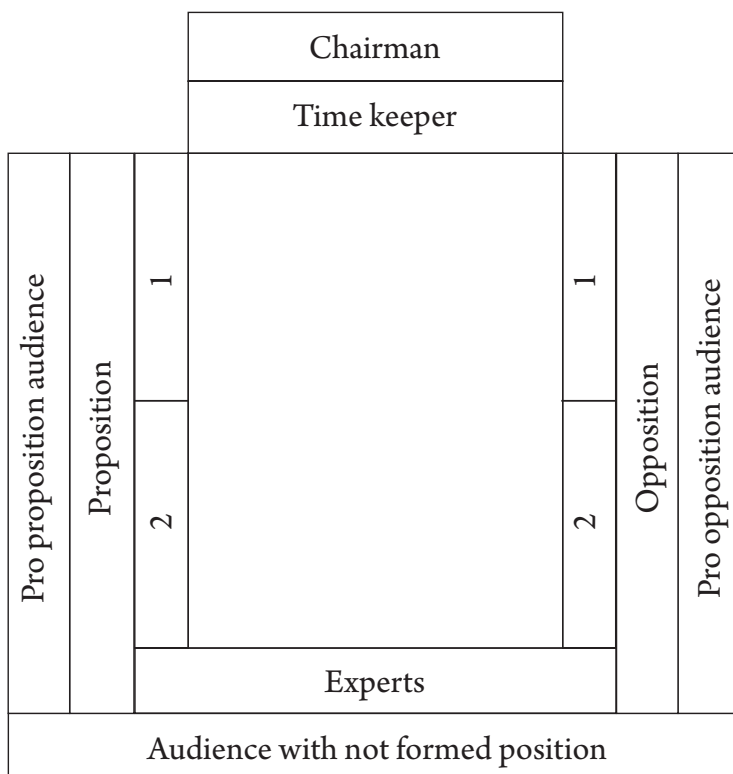 Chairman
Time keeper
Pro proposition audience
Proposition
1
2
1
2
Opposition
Pro opposition audience
Experts
Audience with not formed position